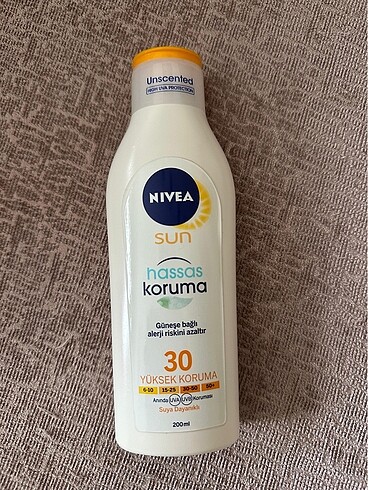 Unscented
HIGH UVA PROTECTION
NIVEA
sun
hassas
koruma
Güneşe bağlı
alerji riskini azaltır
30
YÜKSEK KORUMA
6-10 15-25 30-50 50+
Anında UVA UVB Koruması
Suya Dayanıklı
200ml